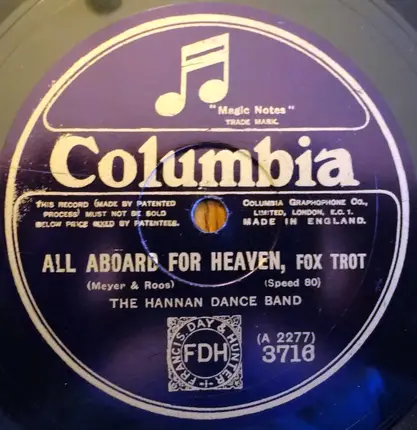 "Magic Notes"
TRADE MARK.
Columbia
THIS RECORD (MADE BY PATENTED
PROCESS) MUST NOT BE SOLD
BELOW PRICE FIXED BY PATENTEES.
COLUMBIA GRAPHOPHONE CO.,
LIMITED, LONDON, E.C. 1.
MADE IN ENGLAND.
ALL ABOARD FOR HEAVEN, FOX TROT
(Meyer & Roos) (Speed 80)
THE HANNAN DANCE BAND
FRANCIS, DAY & HUNTER
FDH
(A 2277)
3716